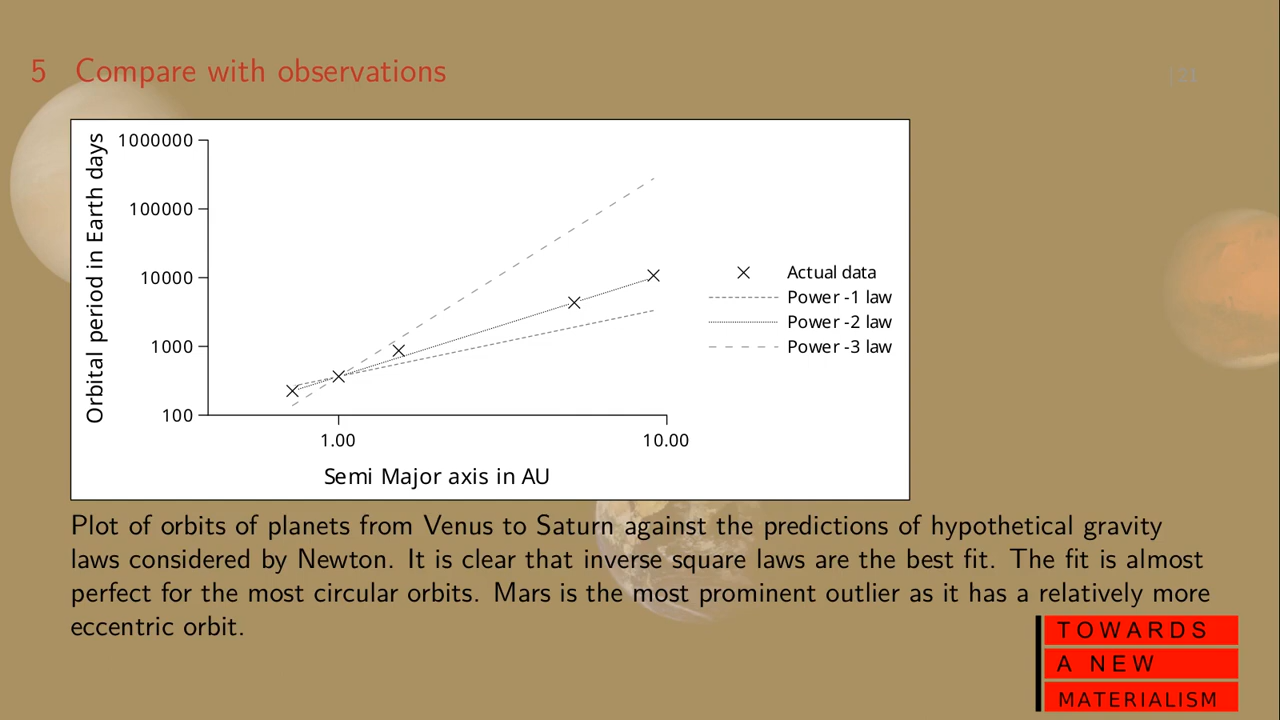 5 Compare with observations
| 21
Orbital period in Earth days
1000000
100000
10000
1000
100
1.00
10.00
Semi Major axis in AU
Actual data
Power -1 law
Power -2 law
Power -3 law
Plot of orbits of planets from Venus to Saturn against the predictions of hypothetical gravity
laws considered by Newton. It is clear that inverse square laws are the best fit. The fit is almost
perfect for the most circular orbits. Mars is the most prominent outlier as it has a relatively more
eccentric orbit.
TOWARDS
A NEW
MATERIALISM